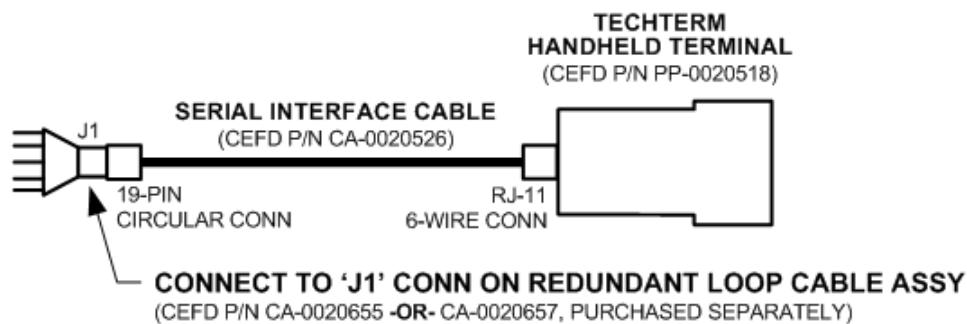 TECHTERM
HANDHELD TERMINAL
(CEFD P/N PP-0020518)
SERIAL INTERFACE CABLE
(CEFD P/N CA-0020526)
J1
19-PIN
CIRCULAR CONN
RJ-11
6-WIRE CONN
CONNECT TO ‘J1’ CONN ON REDUNDANT LOOP CABLE ASSY
(CEFD P/N CA-0020655 -OR- CA-0020657, PURCHASED SEPARATELY)